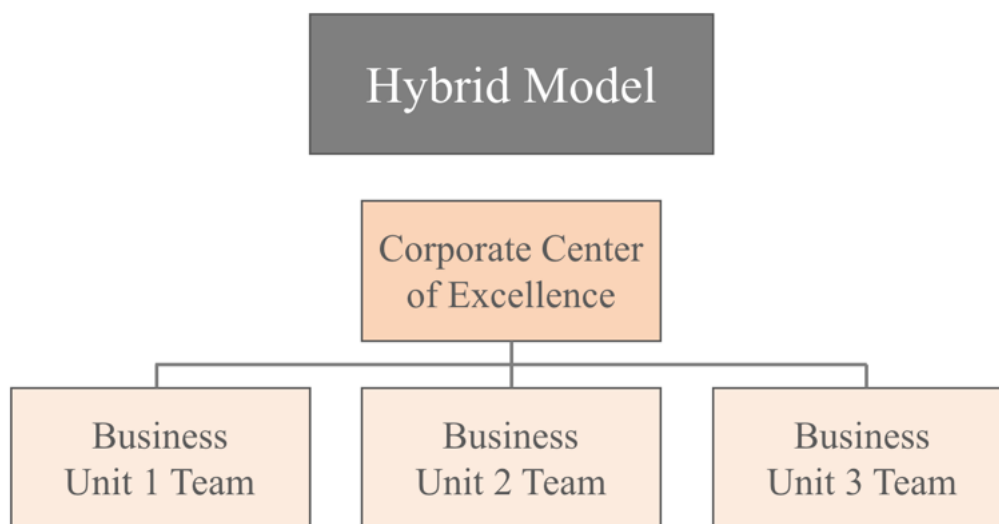 Hybrid Model
Corporate Center
of Excellence
Business
Unit 1 Team
Business
Unit 2 Team
Business
Unit 3 Team